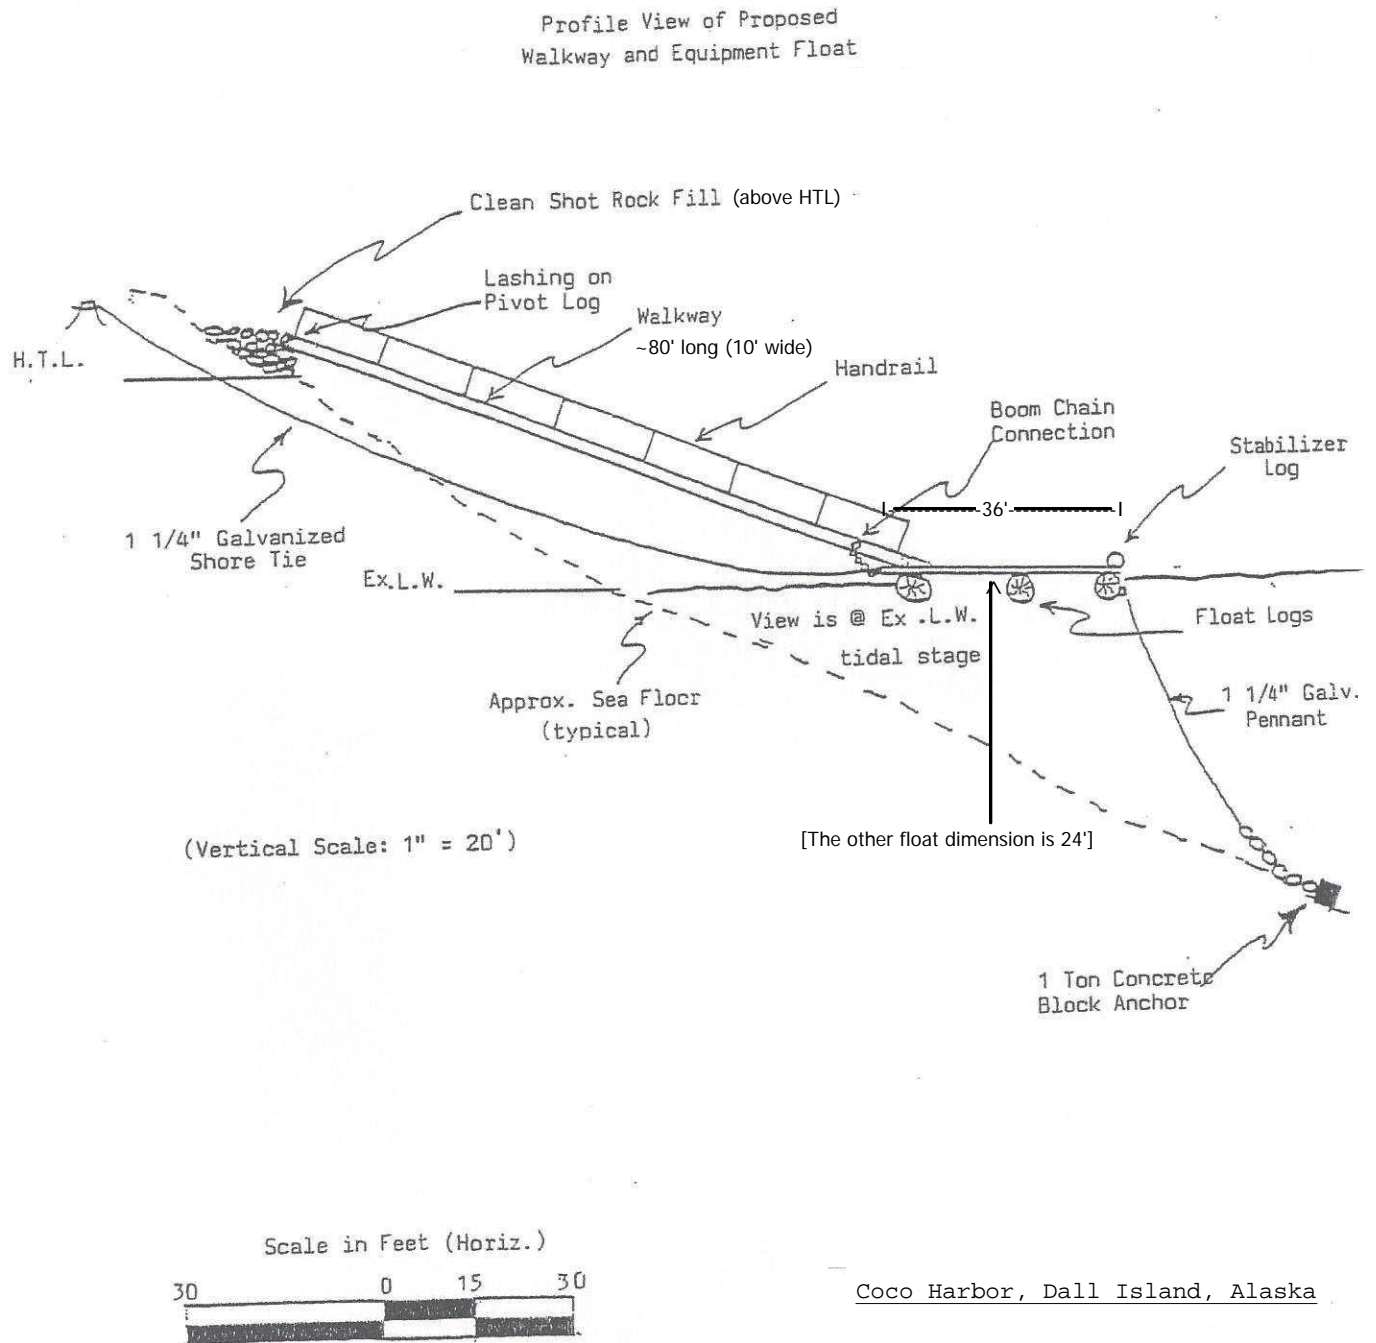 Profile View of Proposed
Walkway and Equipment Float
Clean Shot Rock Fill (above HTL)
Lashing on
Pivot Log
Walkway
~80' long (10' wide)
H.T.L.
Handrail
Boom Chain
Connection
Stabilizer
Log
I--------36'--------I
1 1/4" Galvanized
Shore Tie
Ex.L.W.
View is @ Ex .L.W.
tidal stage
Float Logs
Approx. Sea Floor
(typical)
1 1/4" Galv.
Pennant
(Vertical Scale: 1" = 20')
[The other float dimension is 24']
1 Ton Concrete
Block Anchor
Scale in Feet (Horiz.)
30 0 15 30
Coco Harbor, Dall Island, Alaska